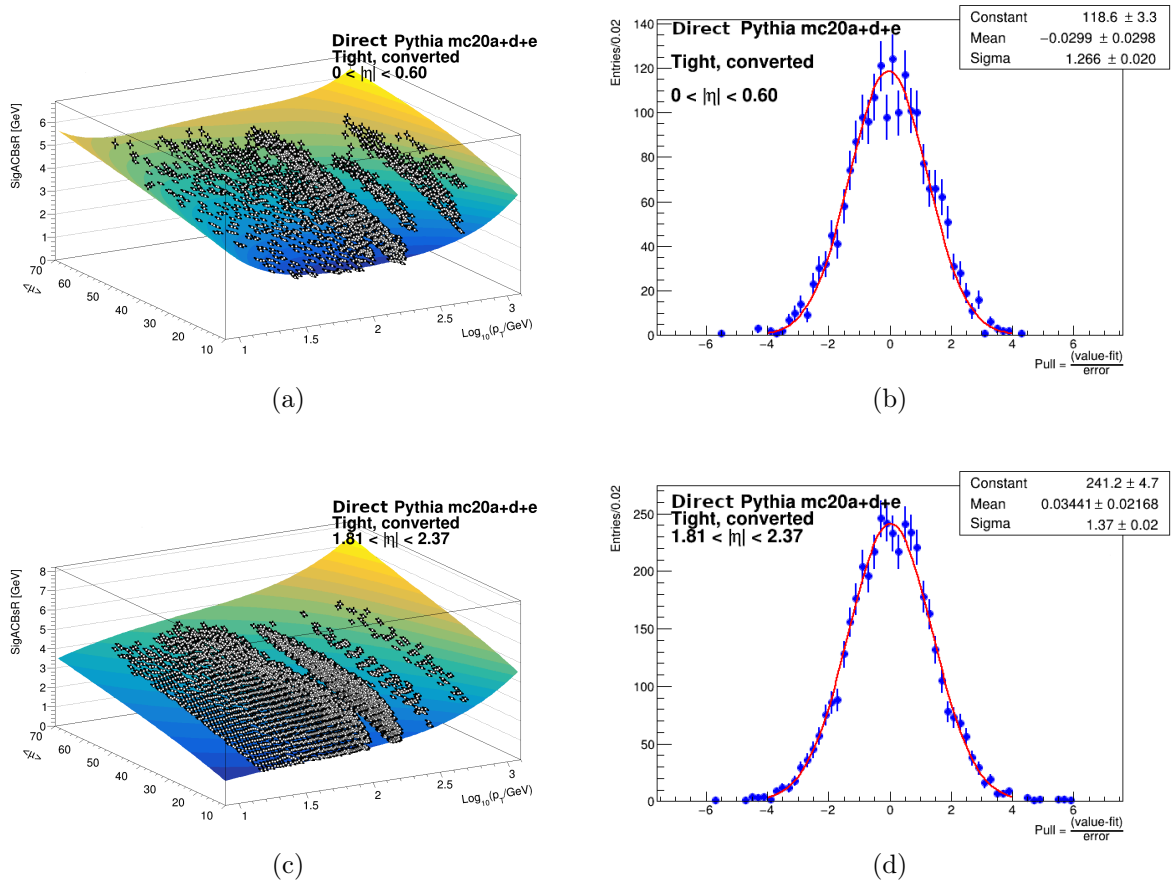 Direct Pythia mc20a+d+e
Tight, converted
0 < |η| < 0.60
SigACBsR [GeV]
6
5
4
3
2
1
0
70
60
50
40
30
20
10
<μ>
1
1.5
2
2.5
3
Log10(pT/GeV)
(a)
Constant 118.6 ± 3.3
Mean −0.0299 ± 0.0298
Sigma 1.266 ± 0.020
Direct Pythia mc20a+d+e
Tight, converted
0 < |η| < 0.60
Entries/0.02
140
120
100
80
60
40
20
0
−6 −4 −2 0 2 4 6
Pull = (value-fit)
error
(b)
Direct Pythia mc20a+d+e
Tight, converted
1.81 < |η| < 2.37
SigACBsR [GeV]
8
7
6
5
4
3
2
1
0
70
60
50
40
30
20
10
<μ>
1
1.5
2
2.5
3
Log10(pT/GeV)
(c)
Constant 241.2 ± 4.7
Mean 0.03441 ± 0.02168
Sigma 1.37 ± 0.02
Direct Pythia mc20a+d+e
Tight, converted
1.81 < |η| < 2.37
Entries/0.02
250
200
150
100
50
0
−6 −4 −2 0 2 4 6
Pull = (value-fit)
error
(d)